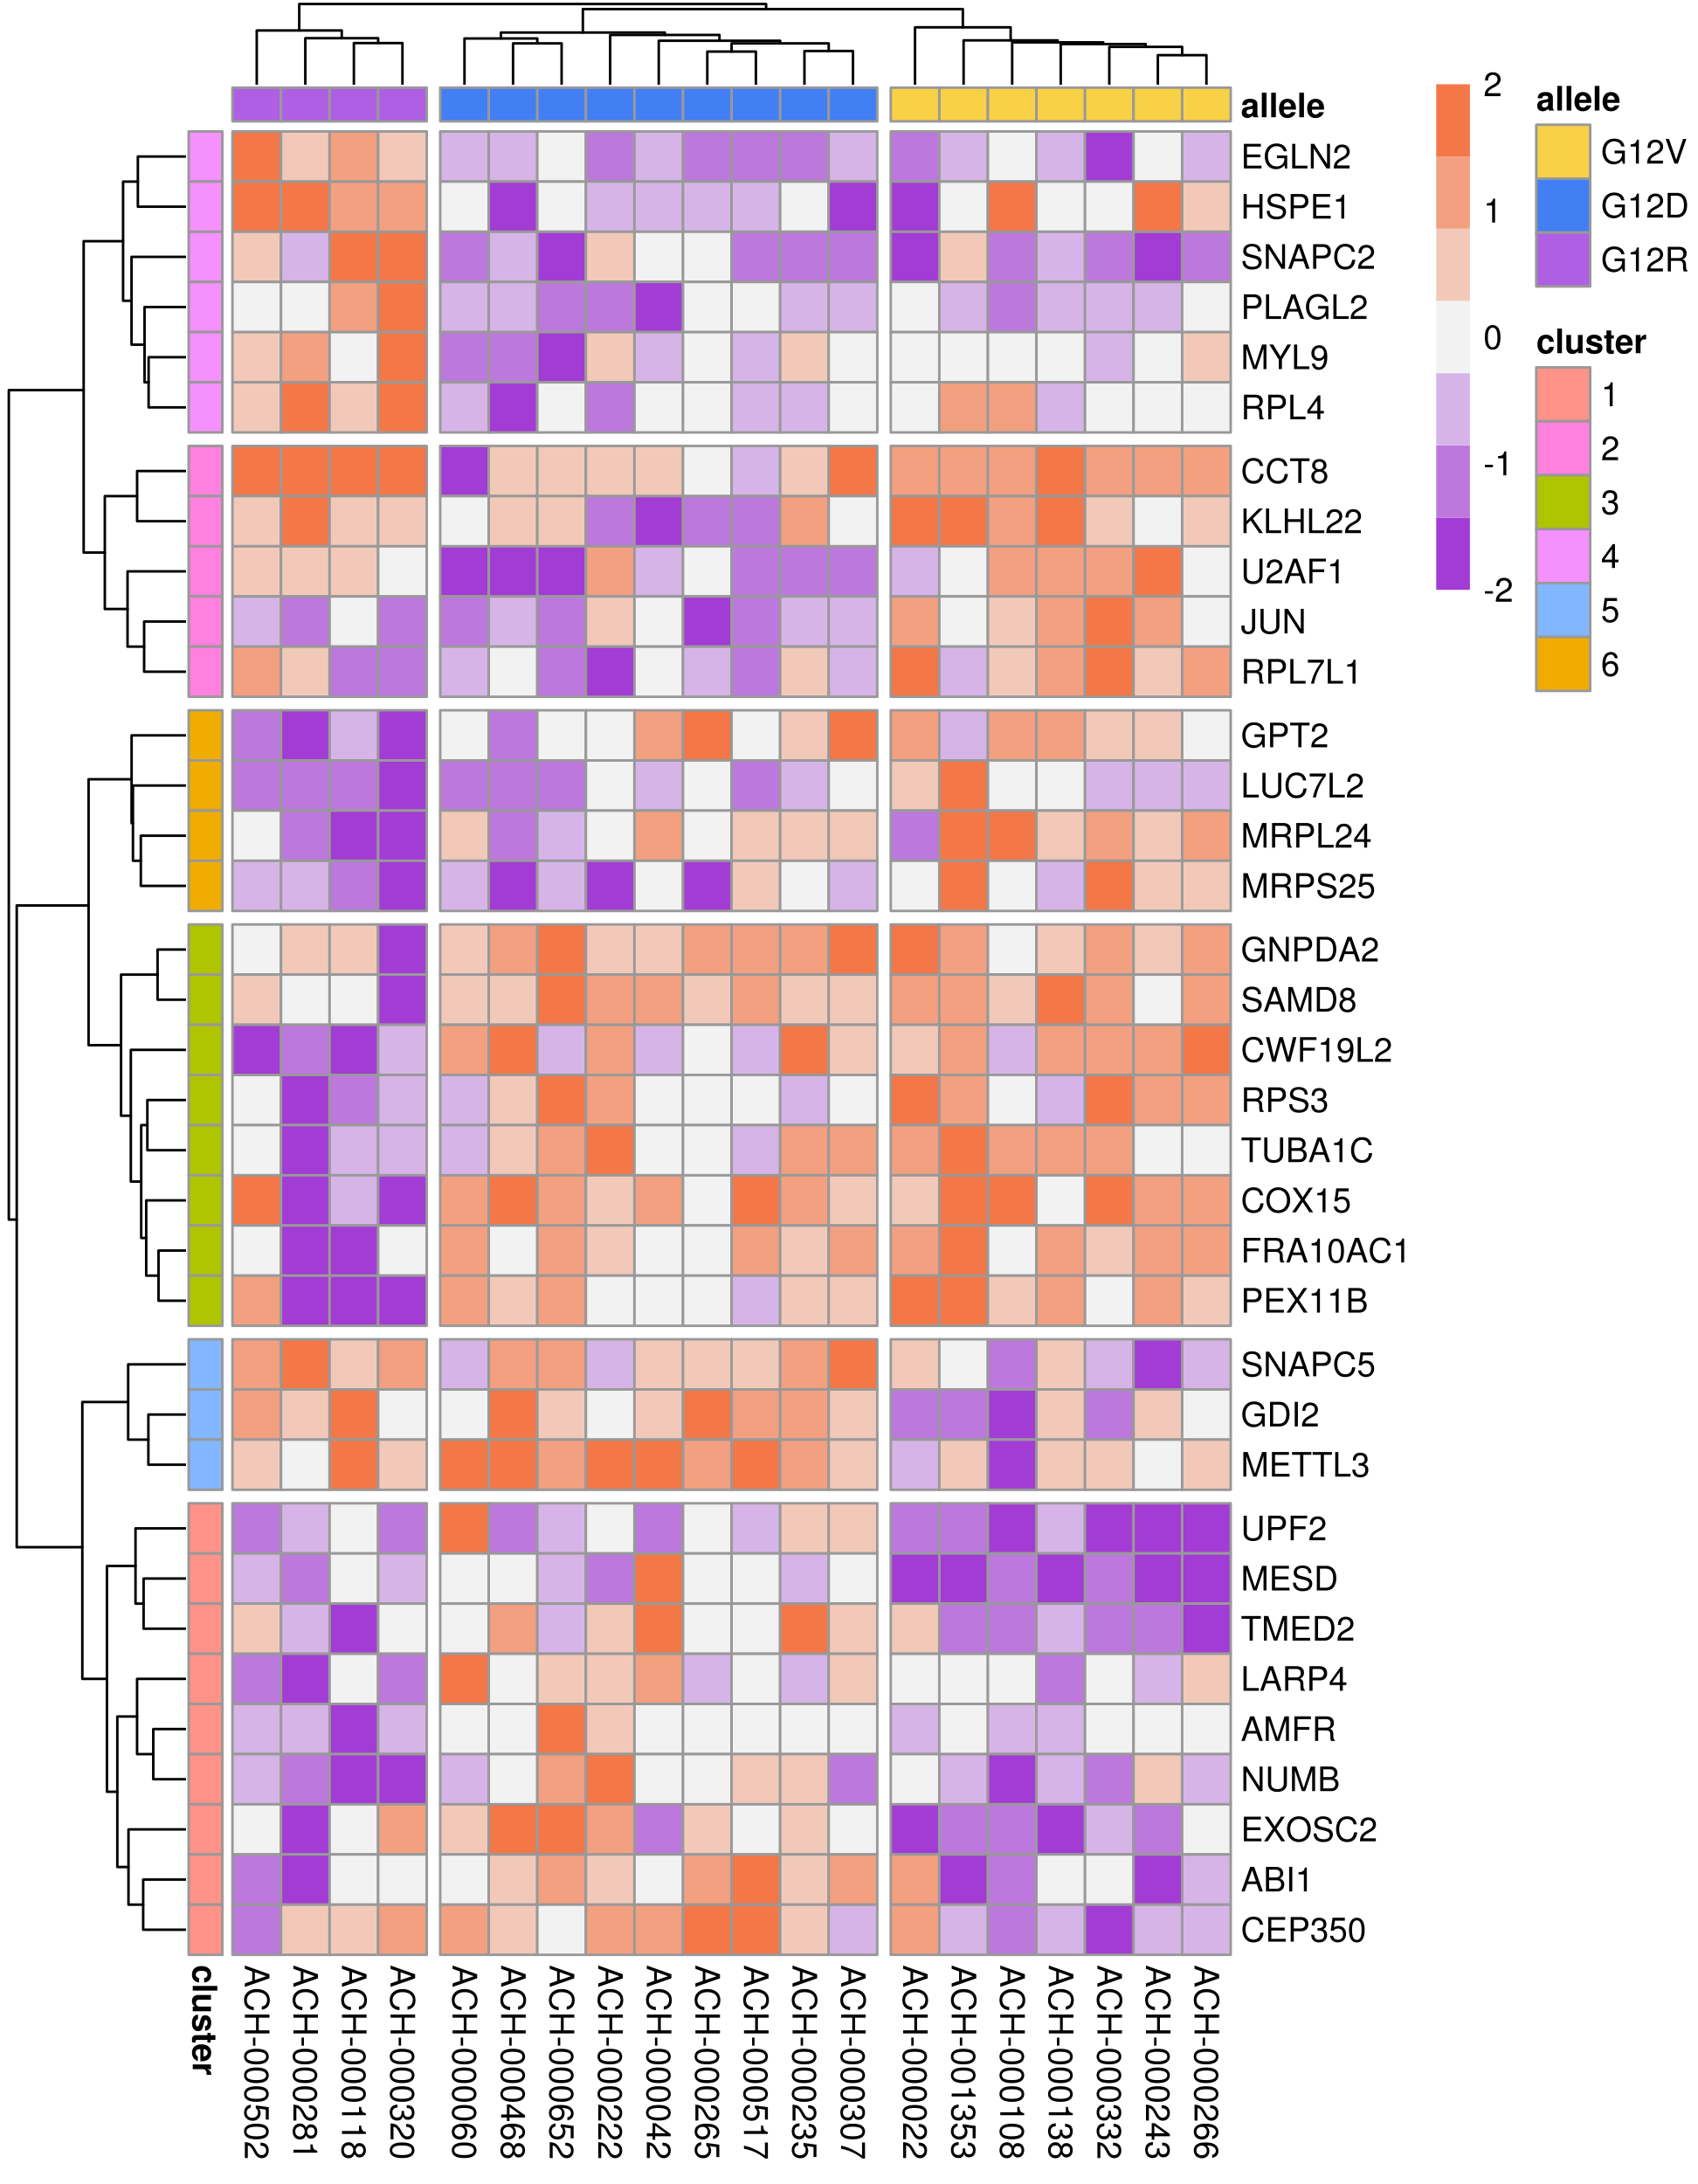 allele
EGLN2
HSPE1
SNAPC2
PLAGL2
MYL9
RPL4
CCT8
KLHL22
U2AF1
JUN
RPL7L1
GPT2
LUC7L2
MRPL24
MRPS25
GNPDA2
SAMD8
CWF19L2
RPS3
TUBA1C
COX15
FRA10AC1
PEX11B
SNAPC5
GDI2
METTL3
UPF2
MESD
TMED2
LARP4
AMFR
NUMB
EXOSC2
ABI1
CEP350
cluster
ACH-000502
ACH-000281
ACH-000118
ACH-000320
ACH-000060
ACH-000468
ACH-000652
ACH-000222
ACH-000042
ACH-000265
ACH-000517
ACH-000235
ACH-000307
ACH-000022
ACH-001353
ACH-000108
ACH-000138
ACH-000332
ACH-000243
ACH-000266
2
1
0
-1
-2
allele
G12V
G12D
G12R
cluster
1
2
3
4
5
6